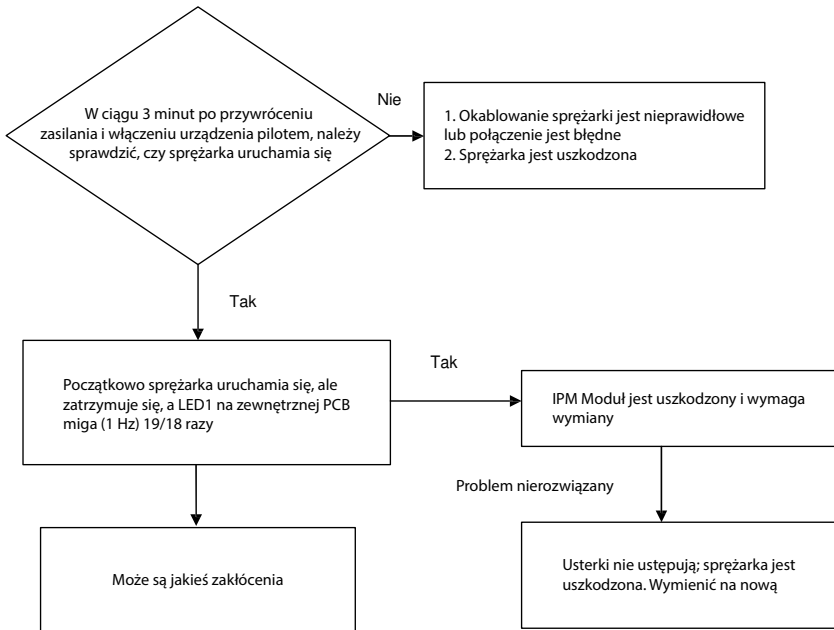 W ciągu 3 minut po przywróceniu
zasilania i włączeniu urządzenia pilotem, należy
sprawdzić, czy sprężarka uruchamia się
Nie
1. Okablowanie sprężarki jest nieprawidłowe
lub połączenie jest błędne
2. Sprężarka jest uszkodzona
Tak
Początkowo sprężarka uruchamia się, ale
zatrzymuje się, a LED1 na zewnętrznej PCB
miga (1 Hz) 19/18 razy
Tak
IPM Moduł jest uszkodzony i wymaga
wymiany
Problem nierozwiązany
Może są jakieś zakłócenia
Usterki nie ustępują; sprężarka jest
uszkodzona. Wymienić na nową